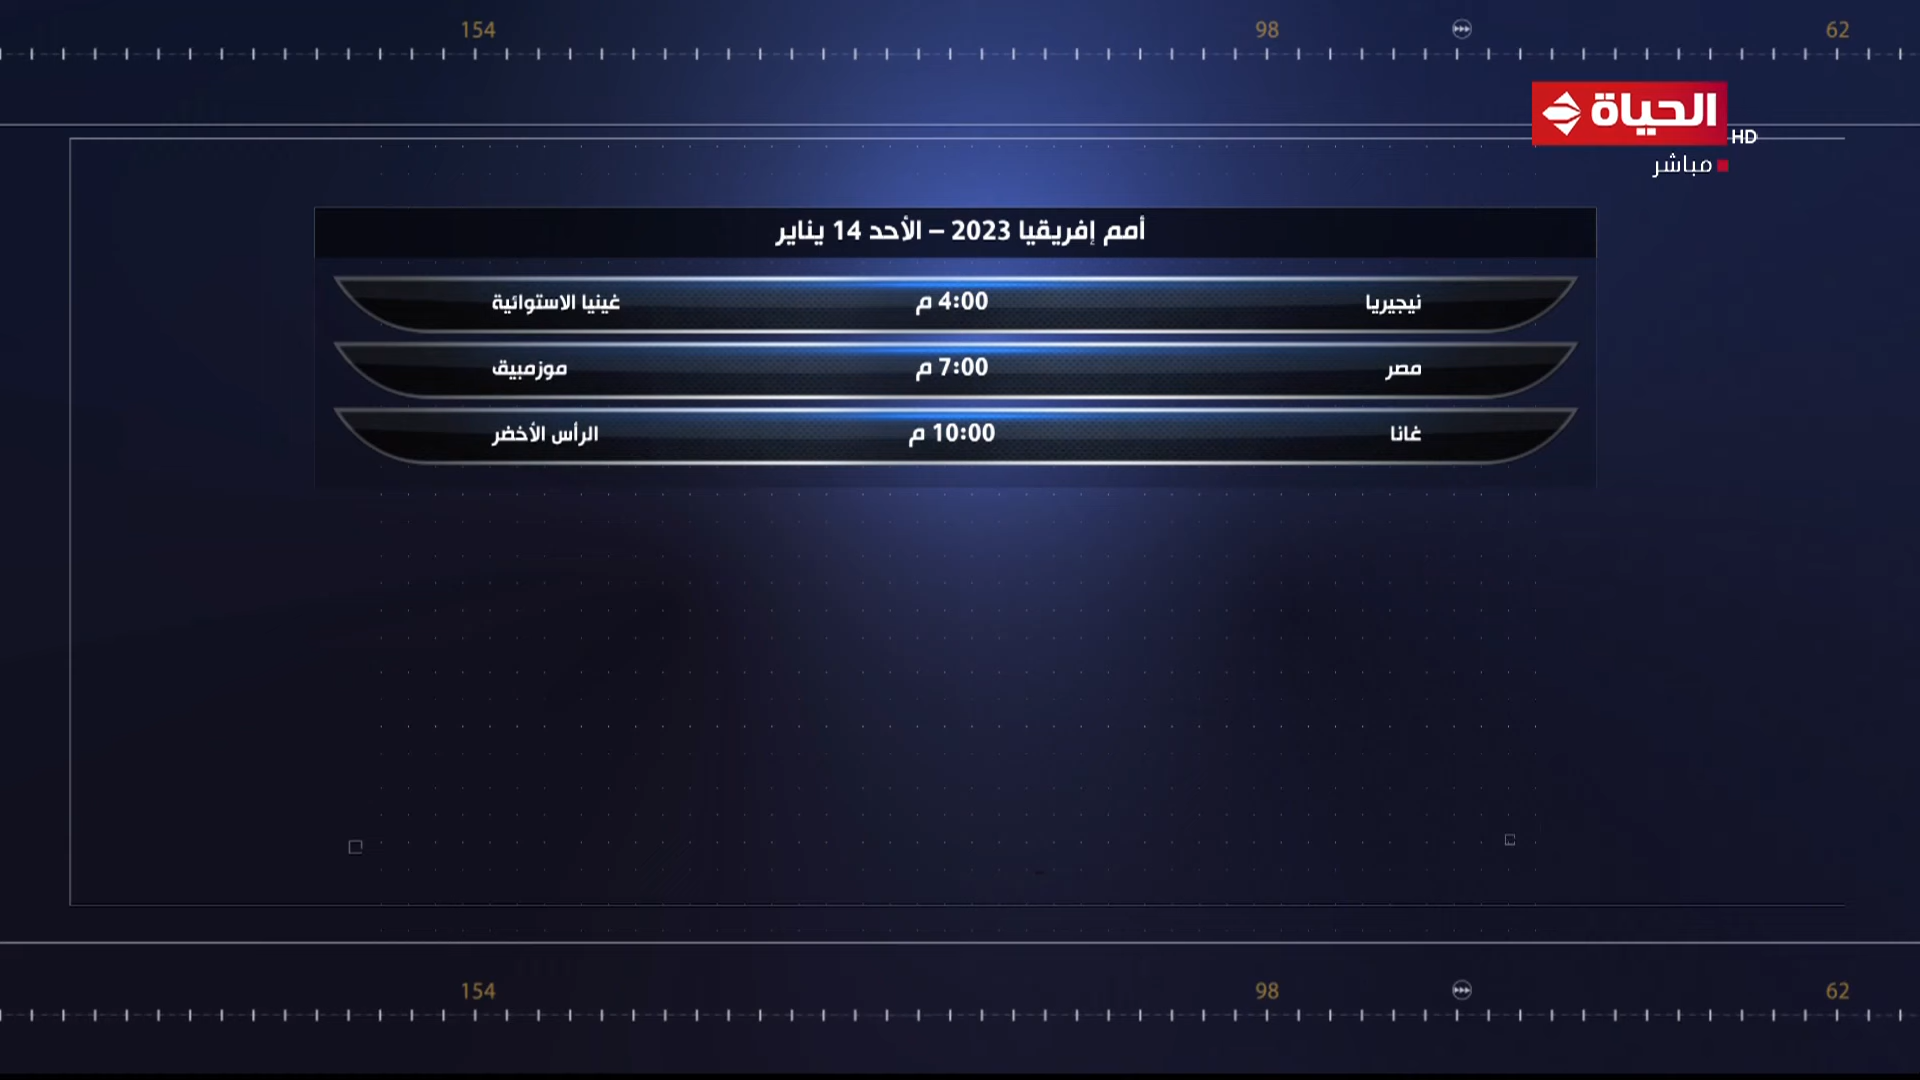 154 98 62
الحياة
HD
مباشر
أمم إفريقيا 2023 – الأحد 14 يناير
نيجيريا 4:00 م غينيا الاستوائية
مصر 7:00 م موزمبيق
غانا 10:00 م الرأس الأخضر
154 98 62